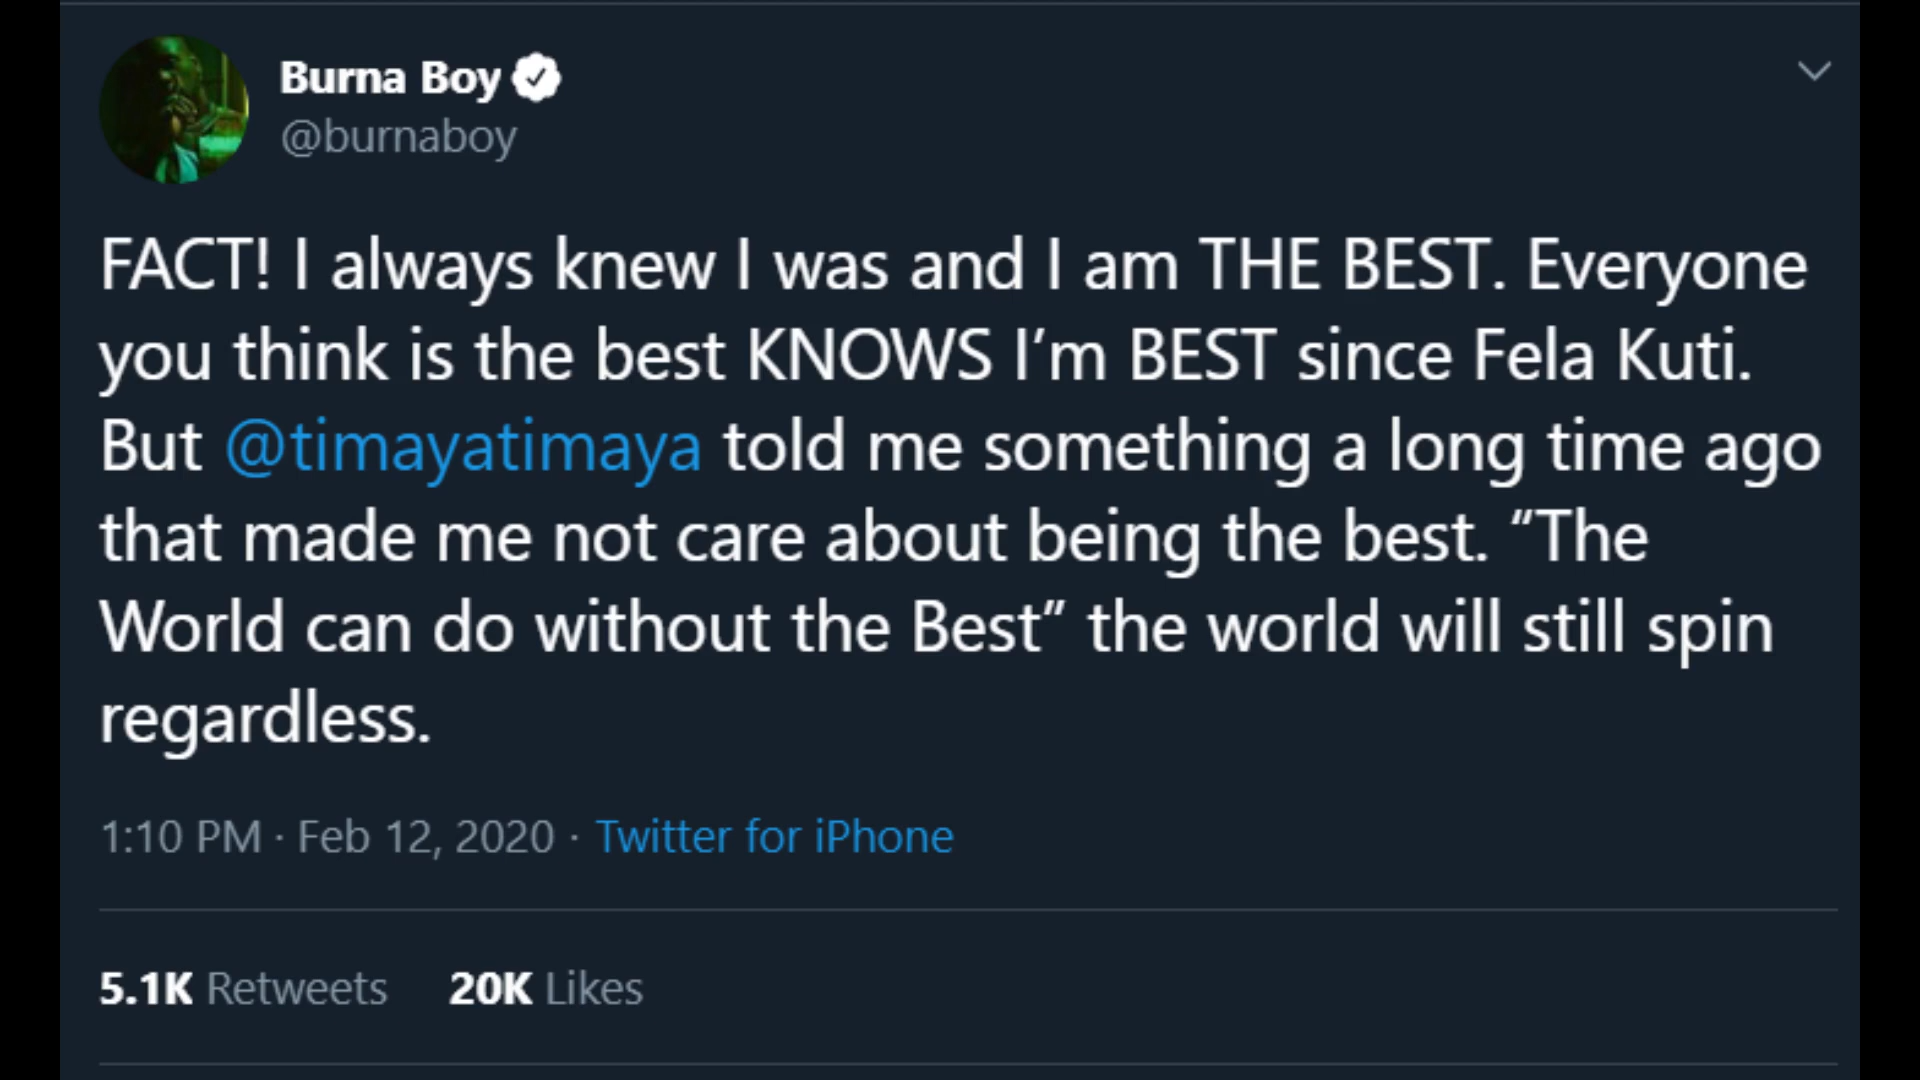 Burna Boy
@burnaboy
FACT! I always knew I was and I am THE BEST. Everyone
you think is the best KNOWS I’m BEST since Fela Kuti.
But @timayatimaya told me something a long time ago
that made me not care about being the best. “The
World can do without the Best” the world will still spin
regardless.
1:10 PM · Feb 12, 2020 · Twitter for iPhone
5.1K Retweets 20K Likes